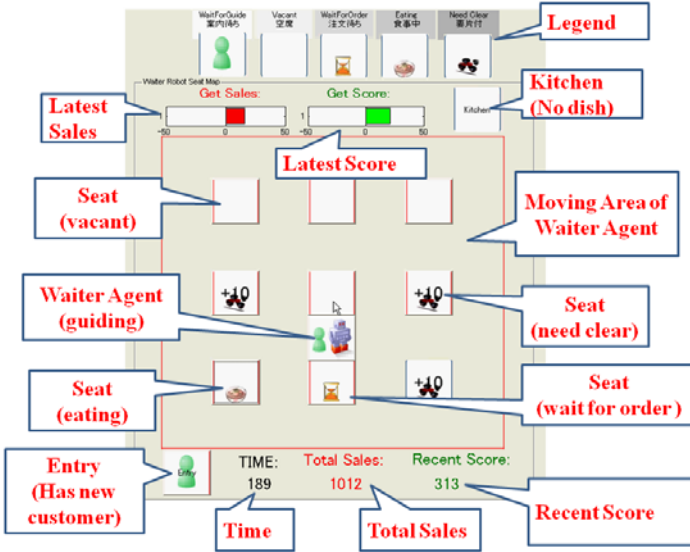 WaitForGuide
案内待ち
Vacant
空席
WaitForOrder
注文待ち
Eating
食事中
Need Clear
要片付
Legend
Waiter Robot Seat Map
Get Sales:
Get Score:
Kitchen
Kitchen
(No dish)
Latest
Sales
1
-50
0
50
1
-50
0
50
Latest Score
Seat
(vacant)
Moving Area of
Waiter Agent
Waiter Agent
(guiding)
+10
+10
Seat
(need clear)
Seat
(eating)
+10
Seat
(wait for order)
Entry
(Has new
customer)
Entry
TIME:
189
Total Sales:
1012
Recent Score:
313
Time
Total Sales
Recent Score